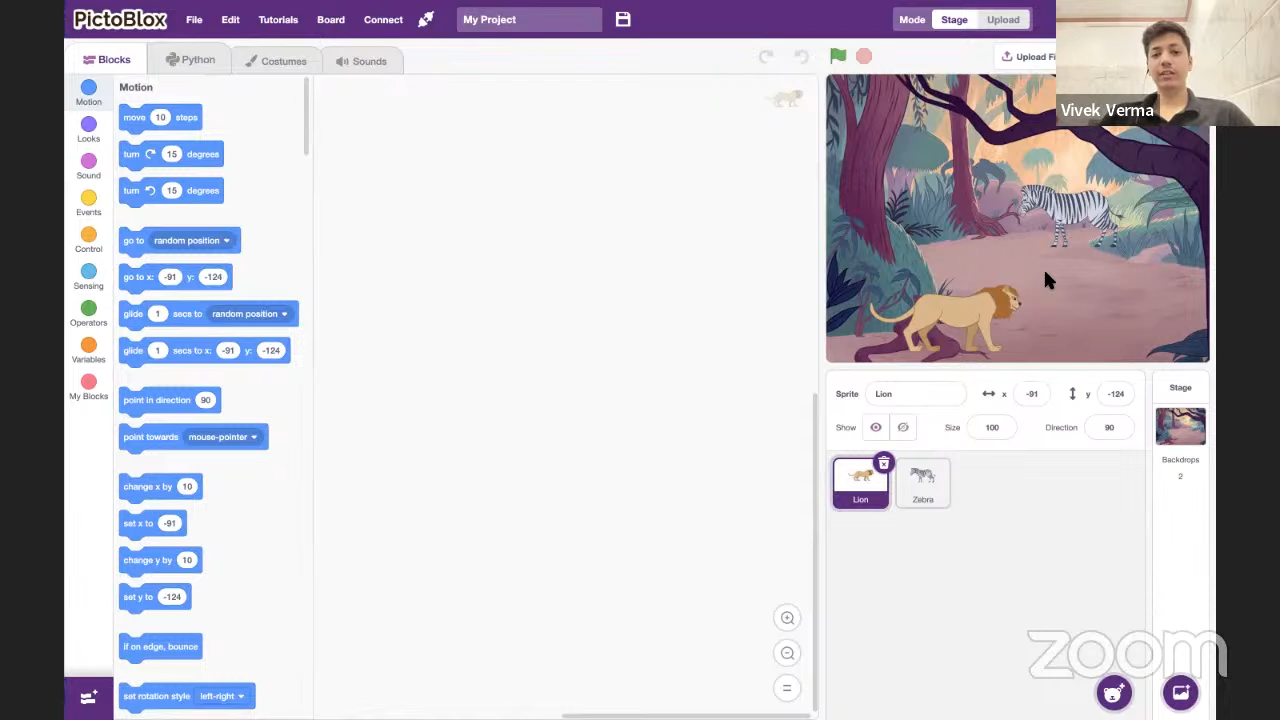 PictoBlox File Edit Tutorials Board Connect My Project Mode Stage Upload
Blocks Python Costumes Sounds Upload Fi
Vivek Verma
Motion
Looks
Sound
Events
Control
Sensing
Operators
Variables
My Blocks
Motion
move 10 steps
turn 15 degrees
turn 15 degrees
go to random position
go to x: -91 y: -124
glide 1 secs to random position
glide 1 secs to x: -91 y: -124
point in direction 90
point towards mouse-pointer
change x by 10
set x to -91
change y by 10
set y to -124
if on edge, bounce
set rotation style left-right
Sprite Lion x -91 y -124
Show Size 100 Direction 90
Lion Zebra
Stage
Backdrops
2
zoom